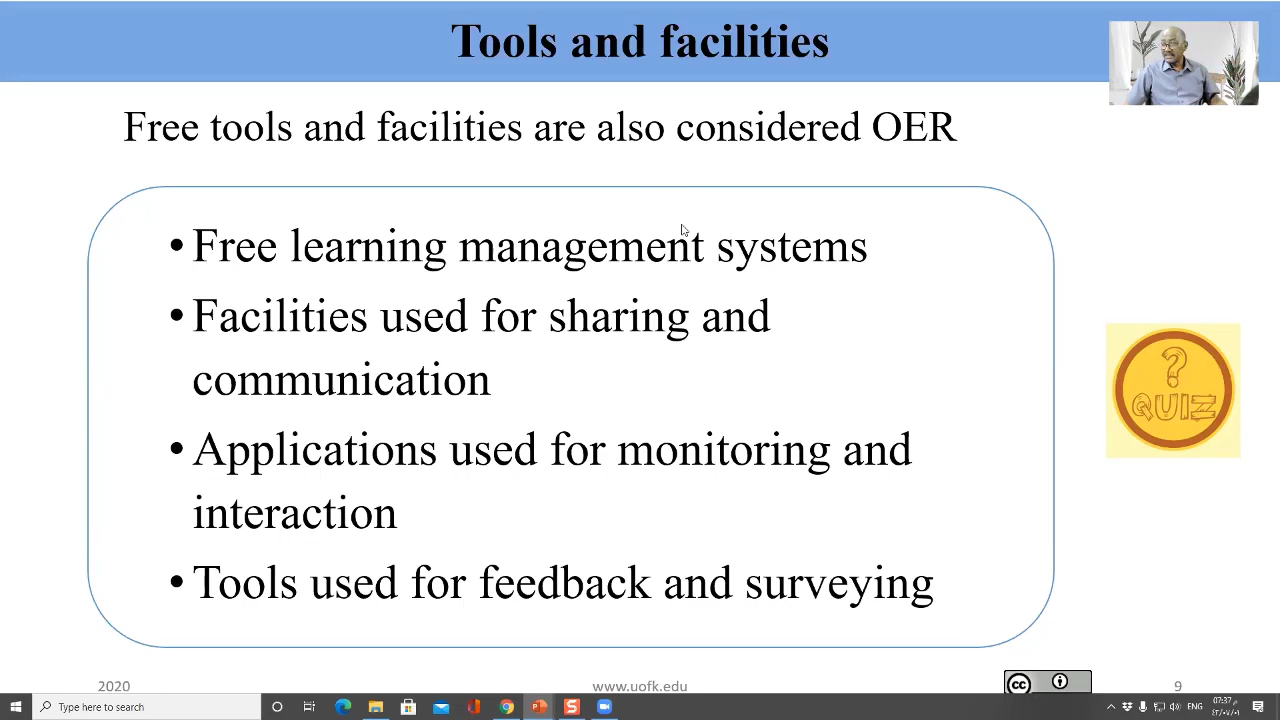 Tools and facilities
Free tools and facilities are also considered OER
• Free learning management systems
• Facilities used for sharing and
communication
• Applications used for monitoring and
interaction
• Tools used for feedback and surveying
?
QUIZ
2020
www.uofk.edu
cc
9
Type here to search
ENG